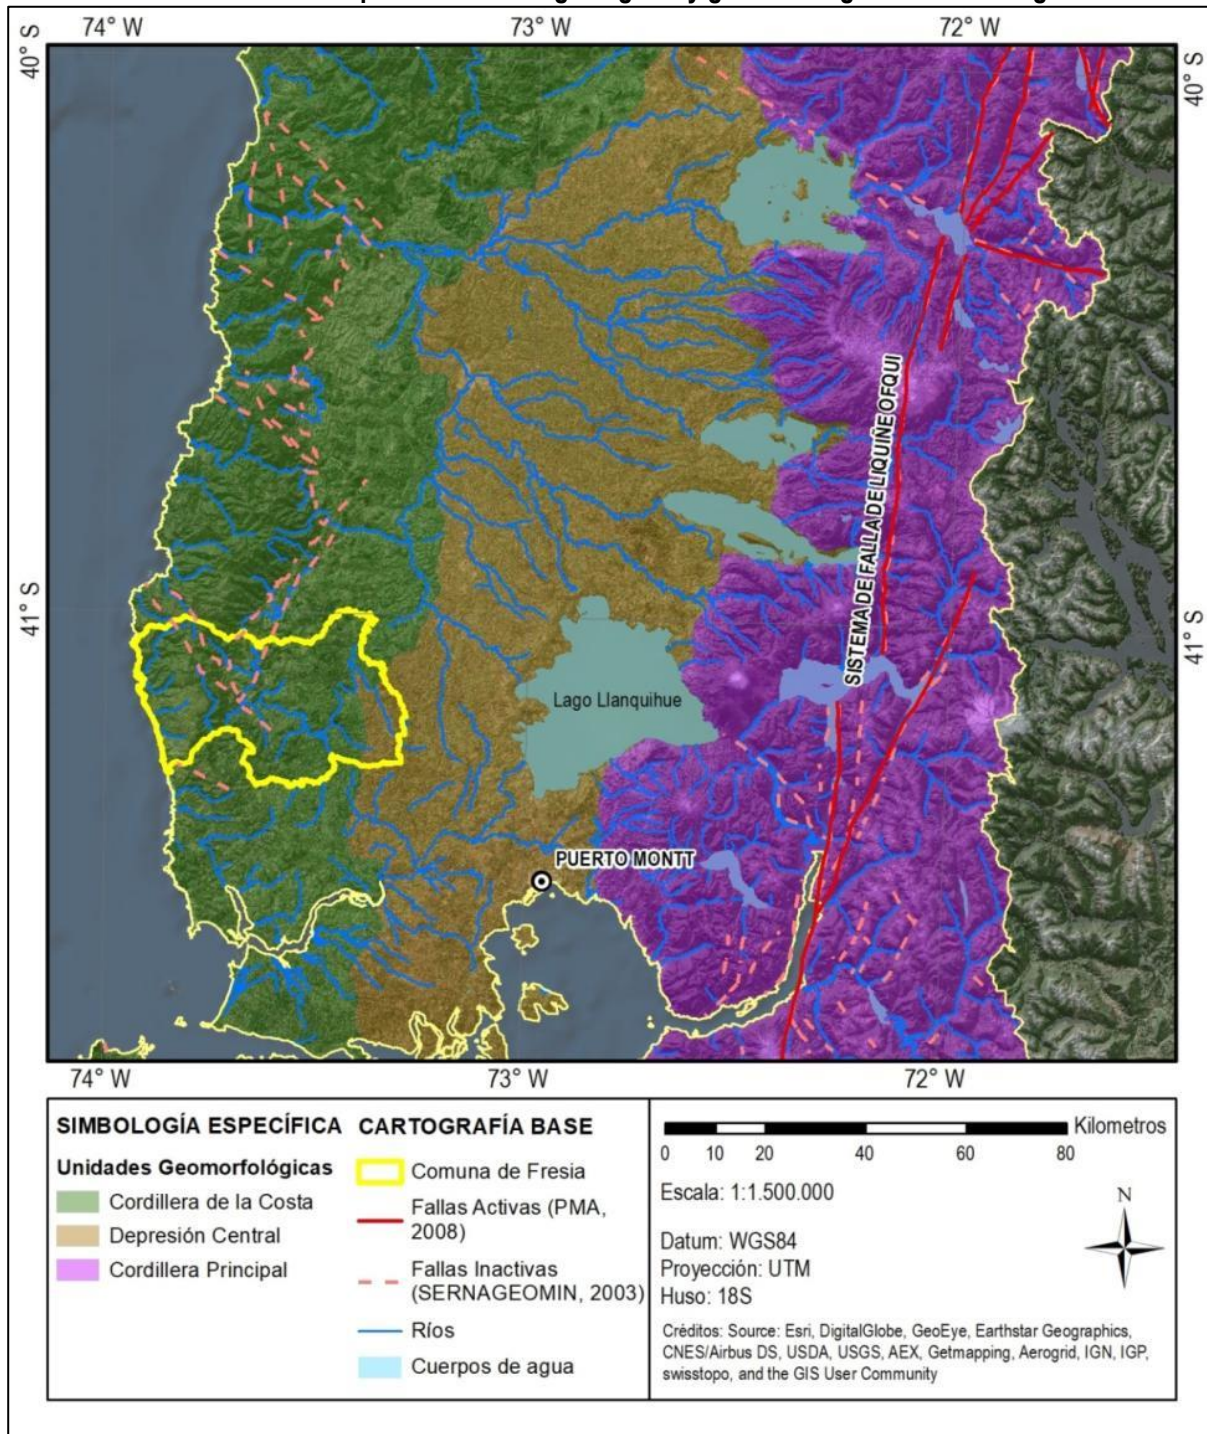 74° W 73° W 72° W
40° S 40° S
SISTEMA DE FALLA DE LIQUIÑE OFQUI
41° S 41° S
Lago Llanquihue
PUERTO MONTT
74° W 73° W 72° W
SIMBOLOGÍA ESPECÍFICA
Unidades Geomorfológicas
Cordillera de la Costa
Depresión Central
Cordillera Principal
CARTOGRAFÍA BASE
Comuna de Fresia
Fallas Activas (PMA,
2008)
Fallas Inactivas
(SERNAGEOMIN, 2003)
Ríos
Cuerpos de agua
Kilometros
0 10 20 40 60 80
Escala: 1:1.500.000
N
Datum: WGS84
Proyección: UTM
Huso: 18S
Créditos: Source: Esri, DigitalGlobe, GeoEye, Earthstar Geographics,
CNES/Airbus DS, USDA, USGS, AEX, Getmapping, Aerogrid, IGN, IGP,
swisstopo, and the GIS User Community